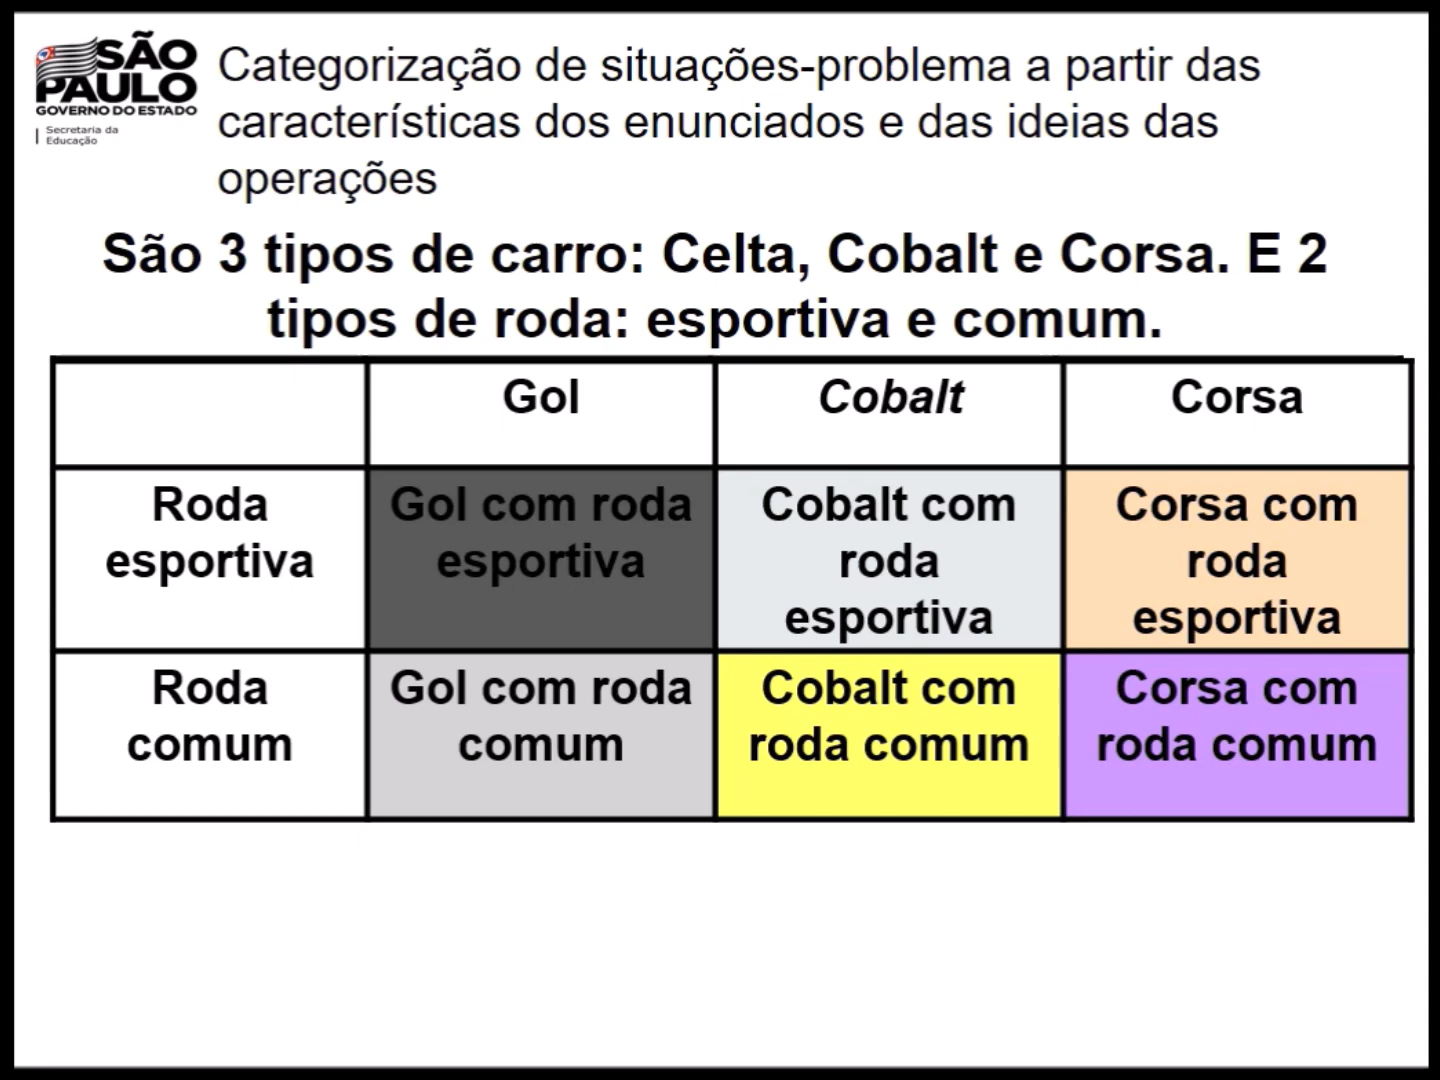 SÃO
PAULO
GOVERNO DO ESTADO
Secretaria da
Educação
Categorização de situações-problema a partir das
características dos enunciados e das ideias das
operações
São 3 tipos de carro: Celta, Cobalt e Corsa. E 2
tipos de roda: esportiva e comum.
Gol
Cobalt
Corsa
Roda
esportiva
Gol com roda
esportiva
Cobalt com
roda
esportiva
Corsa com
roda
esportiva
Roda
comum
Gol com roda
comum
Cobalt com
roda comum
Corsa com
roda comum